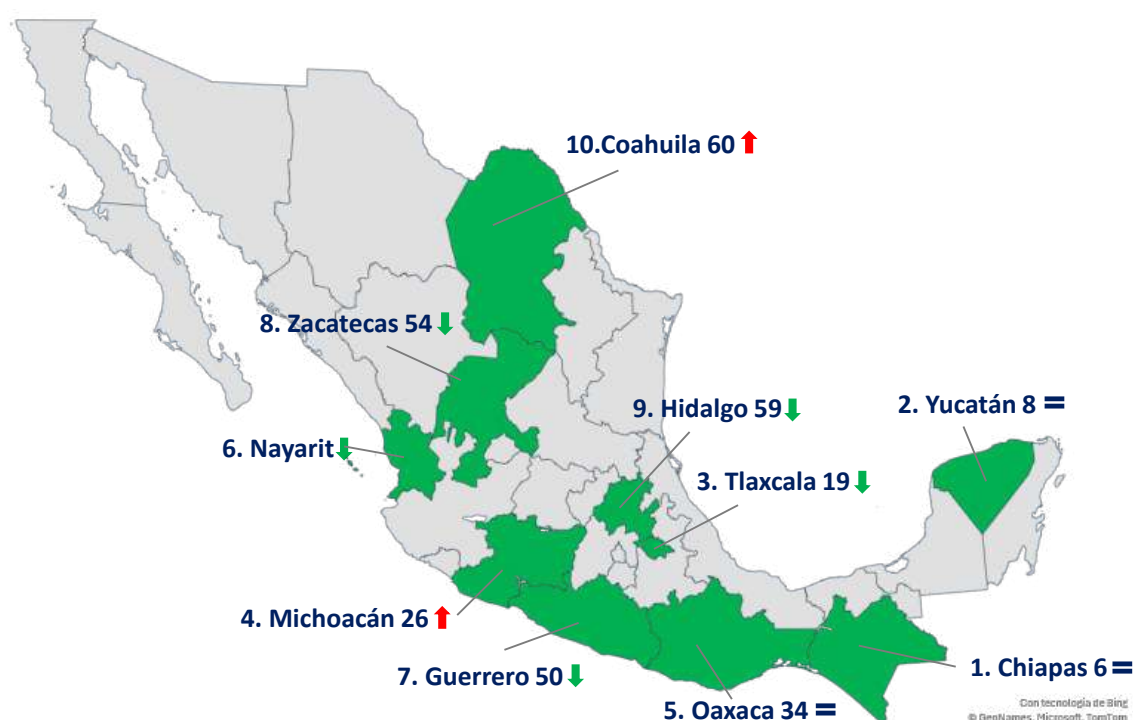 10.Coahuila 60
8. Zacatecas 54
9. Hidalgo 59
2. Yucatán 8 =
6. Nayarit
3. Tlaxcala 19
4. Michoacán 26
7. Guerrero 50
1. Chiapas 6 =
5. Oaxaca 34 =
Con tecnología de Bing
© GeoNames, Microsoft, TomTom